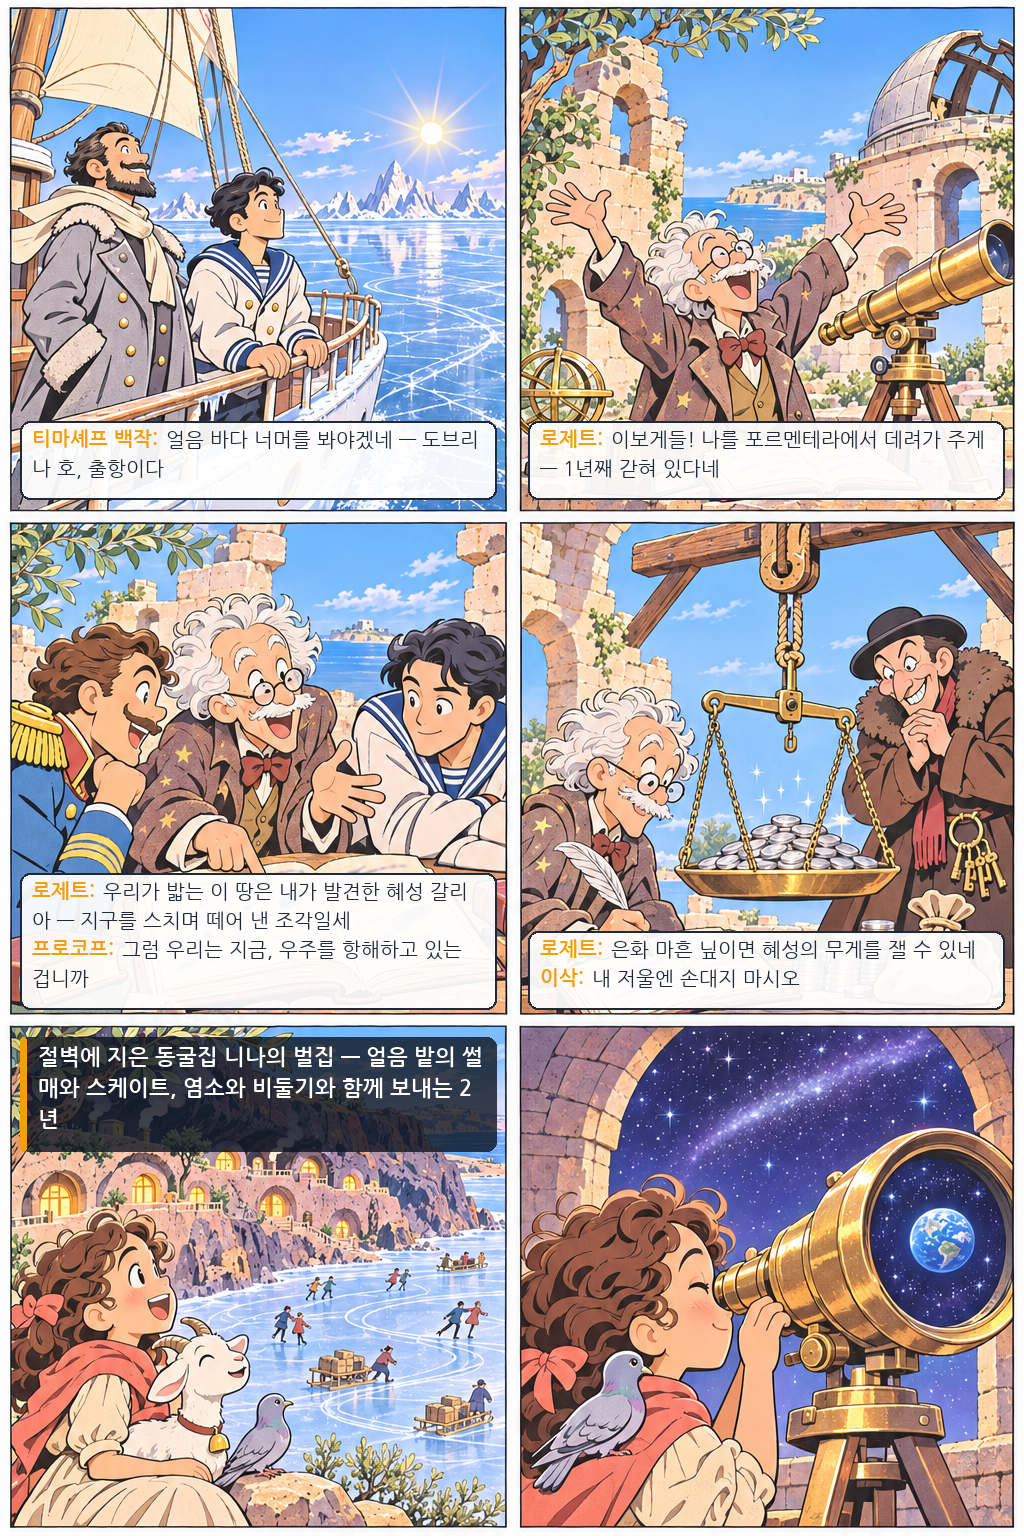 티마셰프 백작: 얼음 바다 너머를 봐야겠네 — 도브리
나 호, 출항이다
로제트: 이보게들! 나를 포르멘테라에서 데려가 주게
— 1년째 갇혀 있다네
로제트: 우리가 밟는 이 땅은 내가 발견한 혜성 갈리
아 — 지구를 스치며 떼어 낸 조각일세
프로코프: 그럼 우리는 지금, 우주를 항해하고 있는
겁니까
로제트: 은화 마흔 닢이면 혜성의 무게를 잴 수 있네
이삭: 내 저울엔 손대지 마시오
절벽에 지은 동굴집 니나의 벌집 — 얼음 밭의 썰
매와 스케이트, 염소와 비둘기와 함께 보내는 2
년